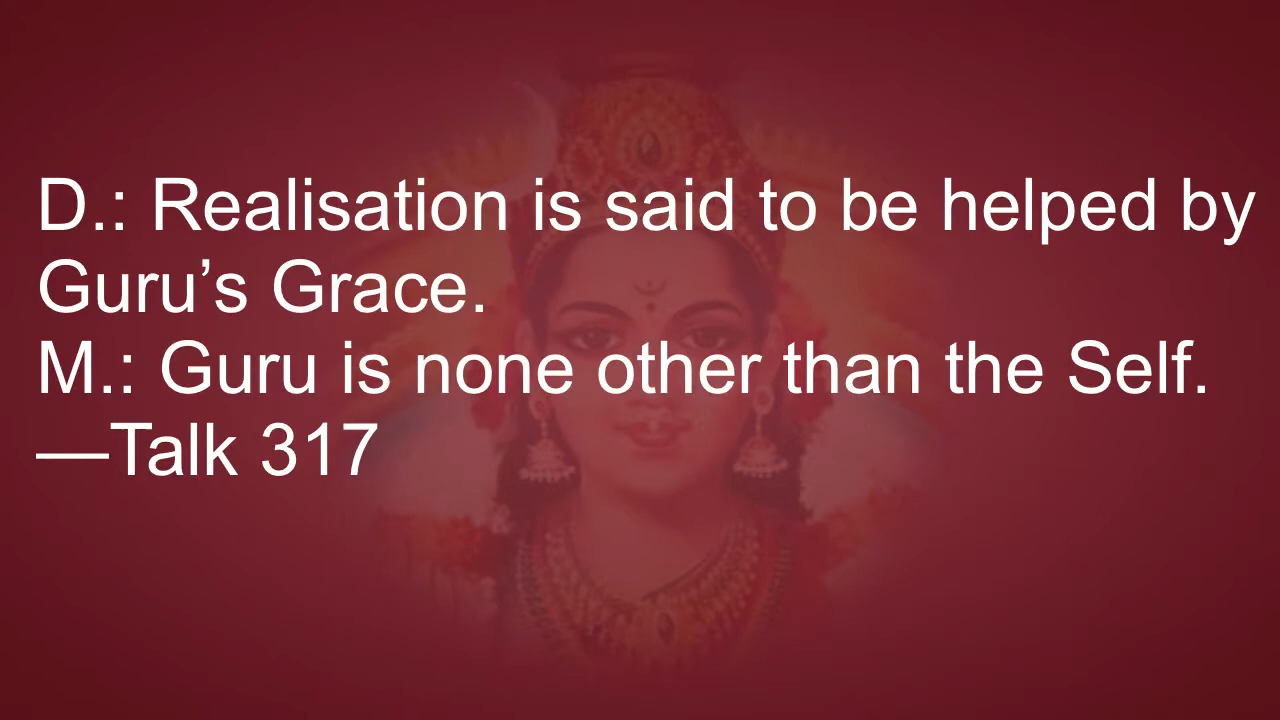 D.: Realisation is said to be helped by
Guru’s Grace.
M.: Guru is none other than the Self.
—Talk 317